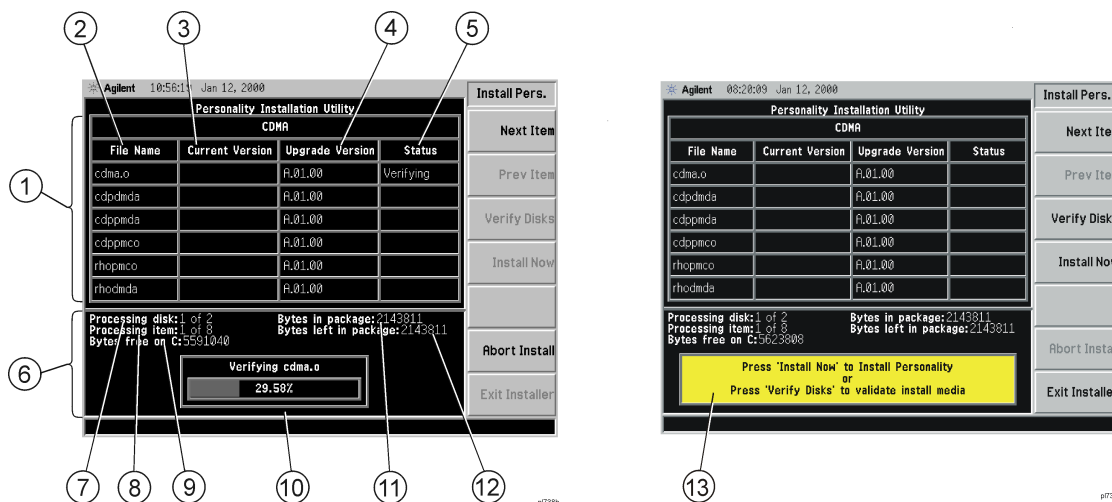 2
3
4
5
Agilent 10:56:19 Jan 12, 2000
Install Pers.
Personality Installation Utility
CDMA
File Name Current Version Upgrade Version Status
cdma.o A.01.00 Verifying
cdpdmda A.01.00
cdppmda A.01.00
cdppmco A.01.00
rhopmco A.01.00
rhodmda A.01.00
Next Item
Prev Item
Verify Disks
Install Now
Abort Install
Exit Installer
1
Processing disk:1 of 2 Bytes in package:2143811
Processing item:1 of 8 Bytes left in package:2143811
Bytes free on C:5591040
Verifying cdma.o
29.58%
6
7
8
9
10
11
12
Agilent 08:20:09 Jan 12, 2000
Install Pers.
Personality Installation Utility
CDMA
File Name Current Version Upgrade Version Status
cdma.o A.01.00
cdpdmda A.01.00
cdppmda A.01.00
cdppmco A.01.00
rhopmco A.01.00
rhodmda A.01.00
Next Ite
Prev Ite
Verify Disk
Install No
Abort Insta
Exit Installe
Processing disk:1 of 2 Bytes in package:2143811
Processing item:1 of 8 Bytes left in package:2143811
Bytes free on C:5623808
Press 'Install Now' to Install Personality
or
Press 'Verify Disks' to validate install media
13